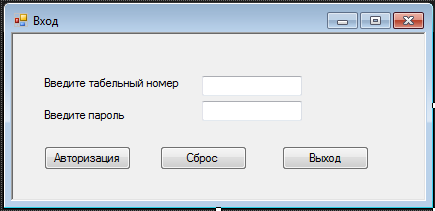 Вход
Введите табельный номер
Введите пароль
Авторизация Сброс Выход